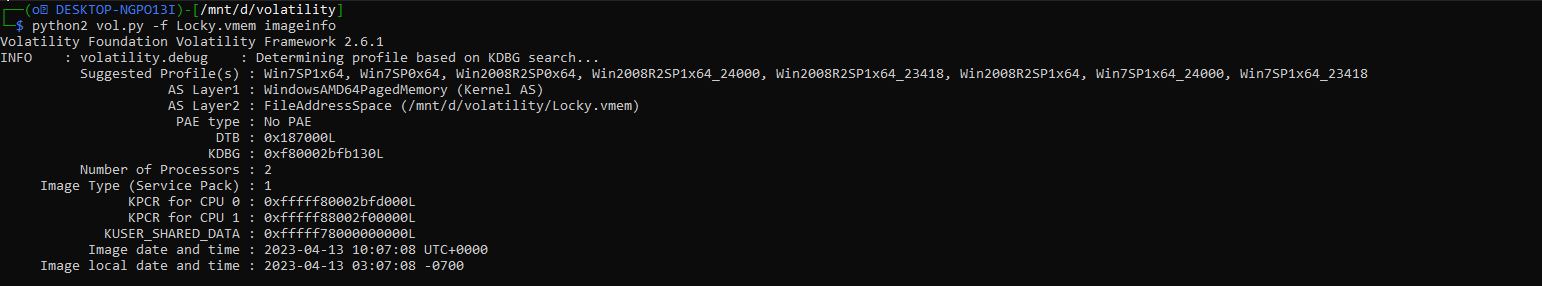 ┌──(o DESKTOP-NGPO13I)-[/mnt/d/volatility]
└─$ python2 vol.py -f Locky.vmem imageinfo
Volatility Foundation Volatility Framework 2.6.1
INFO    : volatility.debug    : Determining profile based on KDBG search...
          Suggested Profile(s) : Win7SP1x64, Win7SP0x64, Win2008R2SP0x64, Win2008R2SP1x64_24000, Win2008R2SP1x64_23418, Win2008R2SP1x64, Win7SP1x64_24000, Win7SP1x64_23418
                     AS Layer1 : WindowsAMD64PagedMemory (Kernel AS)
                     AS Layer2 : FileAddressSpace (/mnt/d/volatility/Locky.vmem)
                      PAE type : No PAE
                           DTB : 0x187000L
                          KDBG : 0xf80002bfb130L
          Number of Processors : 2
     Image Type (Service Pack) : 1
                KPCR for CPU 0 : 0xfffff80002bfd000L
                KPCR for CPU 1 : 0xfffff88002f00000L
             KUSER_SHARED_DATA : 0xfffff78000000000L
           Image date and time : 2023-04-13 10:07:08 UTC+0000
     Image local date and time : 2023-04-13 03:07:08 -0700